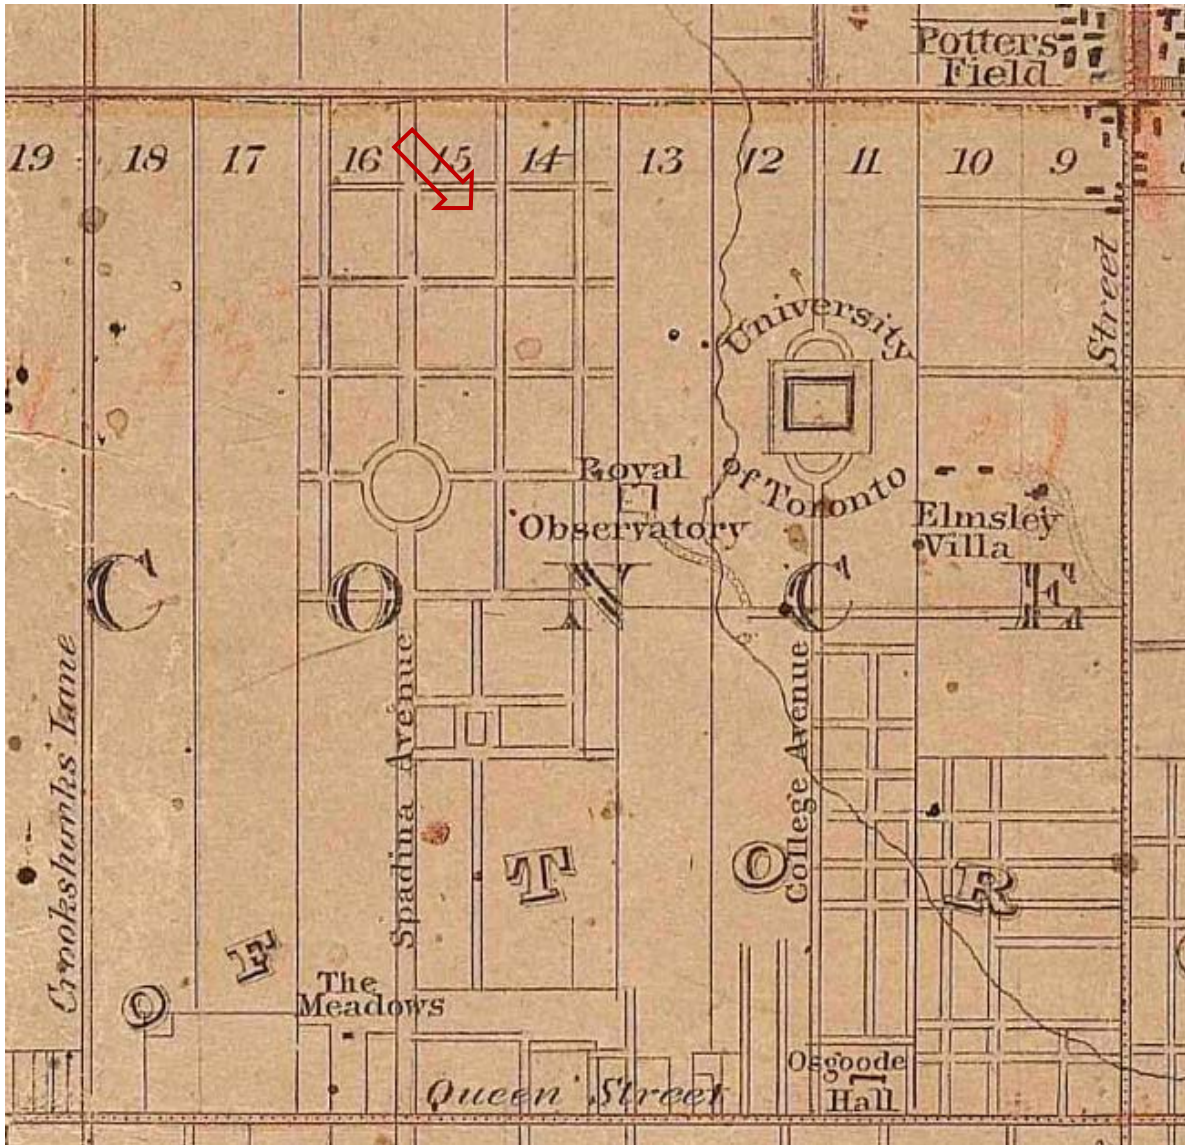 Potters
Field
19 18 17 16 15 14 13 12 11 10 9
Street
University
of Toronto
Royal
Observatory
Elmsley
Villa
C O N C E
Crookshunks Lane
Spadina Avenue
College Avenue
T O R
F
O
The
Meadows
Osgoode
Hall
Queen Street